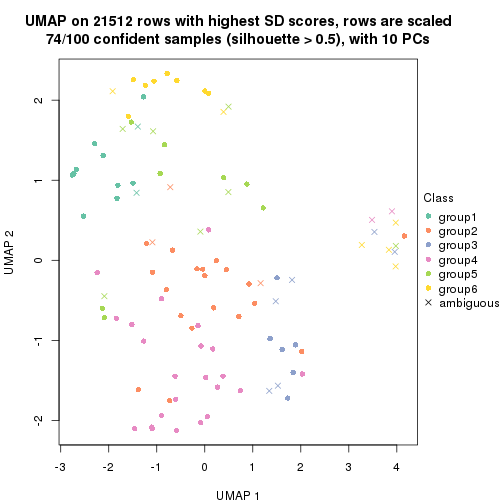 UMAP on 21512 rows with highest SD scores, rows are scaled
74/100 confident samples (silhouette > 0.5), with 10 PCs
2
1
0
-1
-2
UMAP 2
-3
-2
-1
0
1
2
3
4
UMAP 1
Class
group1
group2
group3
group4
group5
group6
ambiguous